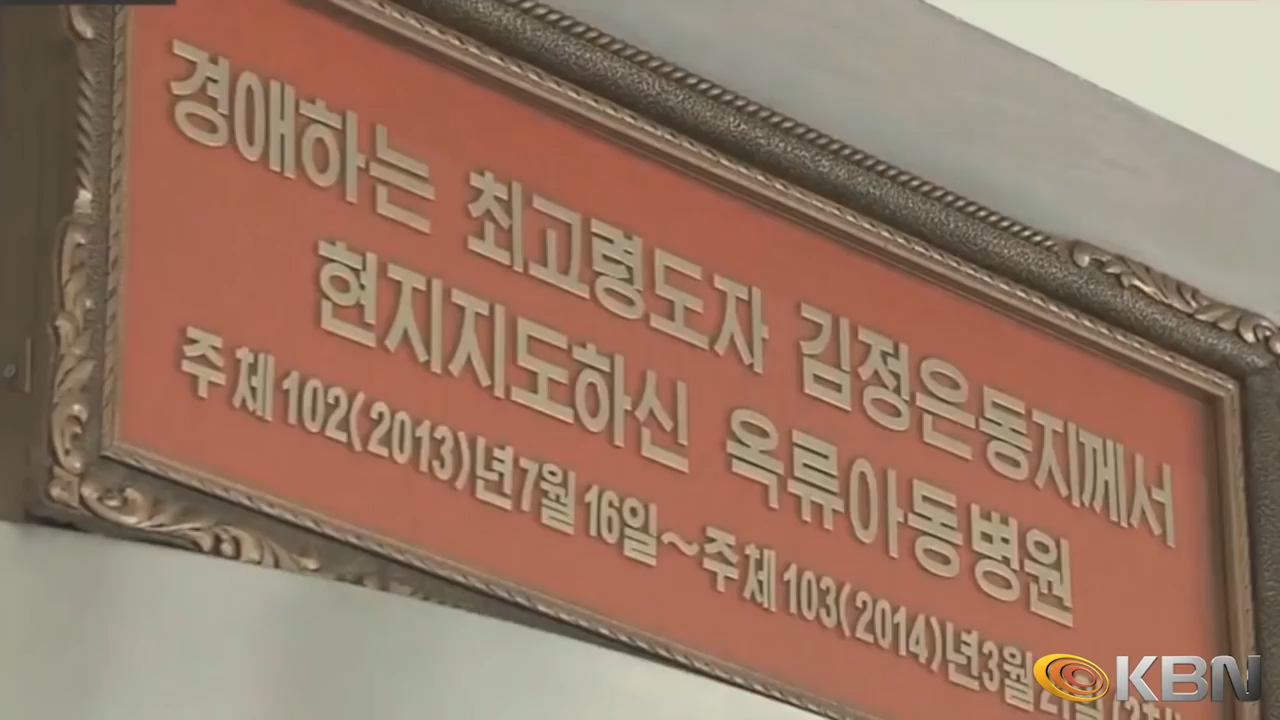 경애하는 최고령도자 김정은동지께서
현지지도하신 옥류아동병원
주체102(2013)년7월16일~주체103(2014)년3월
KBN